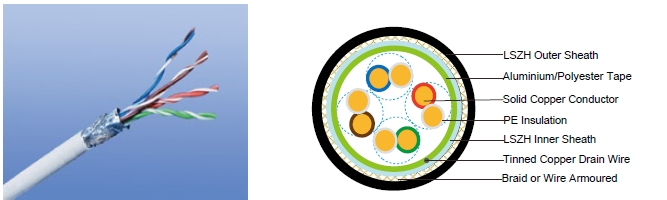 LSZH Outer Sheath
Aluminium/Polyester Tape
Solid Copper Conductor
PE Insulation
LSZH Inner Sheath
Tinned Copper Drain Wire
Braid or Wire Armoured